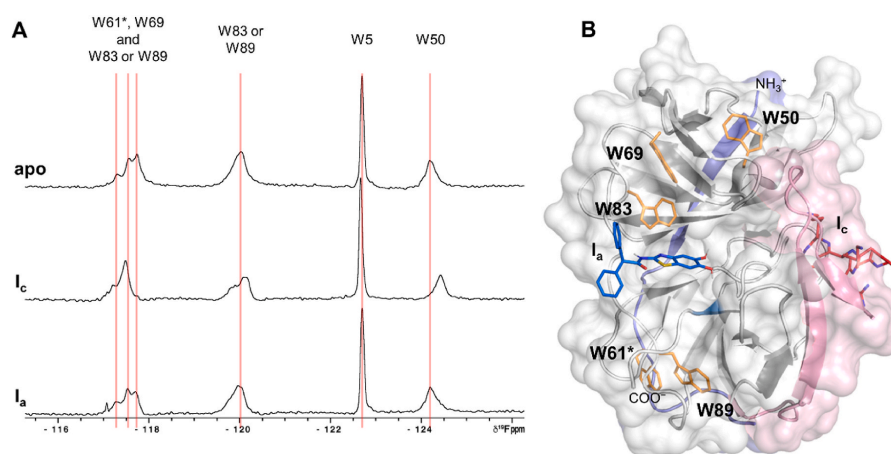 A
W61*, W69
and
W83 or W89
W83 or
W89
W5
W50
apo
Ic
Ia
- 116
- 118
- 120
- 122
- 124
δ¹⁹F ppm
B
NH₃⁺
W50
W69
W83
Ia
Ic
W61*
COO⁻
W89